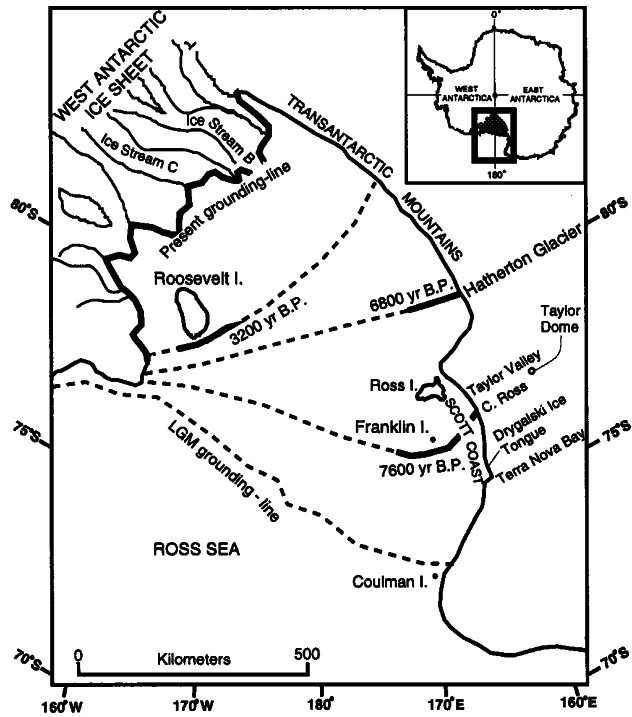 WEST ANTARCTIC
ICE SHEET
Ice Stream B
Ice Stream C
Present grounding-line
TRANSANTARCTIC
MOUNTAINS
0°
WEST
ANTARCTICA
EAST
ANTARCTICA
180°
80°S
80°S
Roosevelt I.
3200 yr B.P.
6800 yr B.P.
Hatherton Glacier
Taylor
Dome
Taylor Valley
Ross I.
C. Ross
SCOTT COAST
Franklin I.
Drygalski Ice
Tongue
7600 yr B.P.
Terra Nova Bay
75°S
75°S
LGM grounding - line
ROSS SEA
Coulman I.
0
500
Kilometers
70°S
70°S
160°W
170°W
180°
170°E
160°E